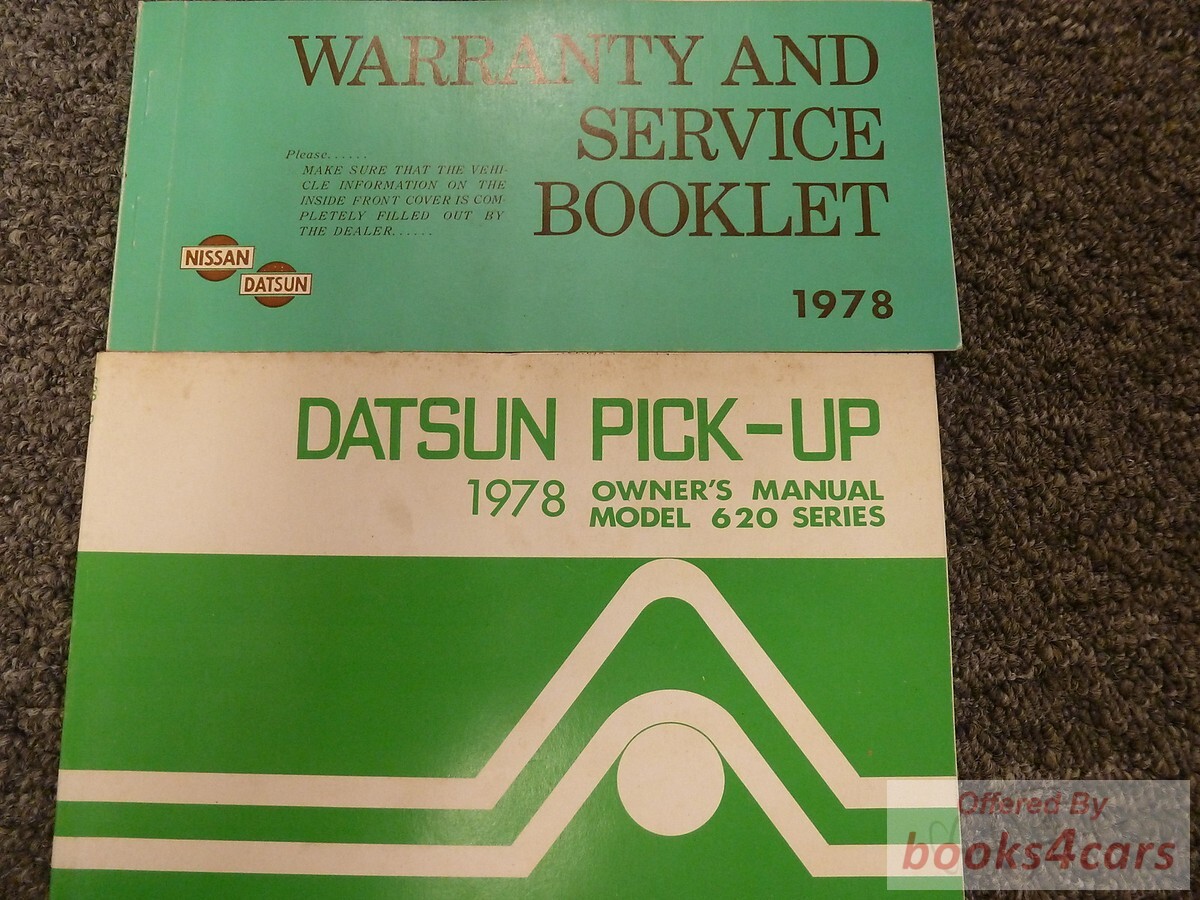 WARRANTY AND
SERVICE
BOOKLET
Please......
MAKE SURE THAT THE VEHI-
CLE INFORMATION ON THE
INSIDE FRONT COVER IS COM-
PLETELY FILLED OUT BY
THE DEALER......
NISSAN
DATSUN
1978
DATSUN PICK-UP
1978 OWNER'S MANUAL
MODEL 620 SERIES
Offered By
books4cars